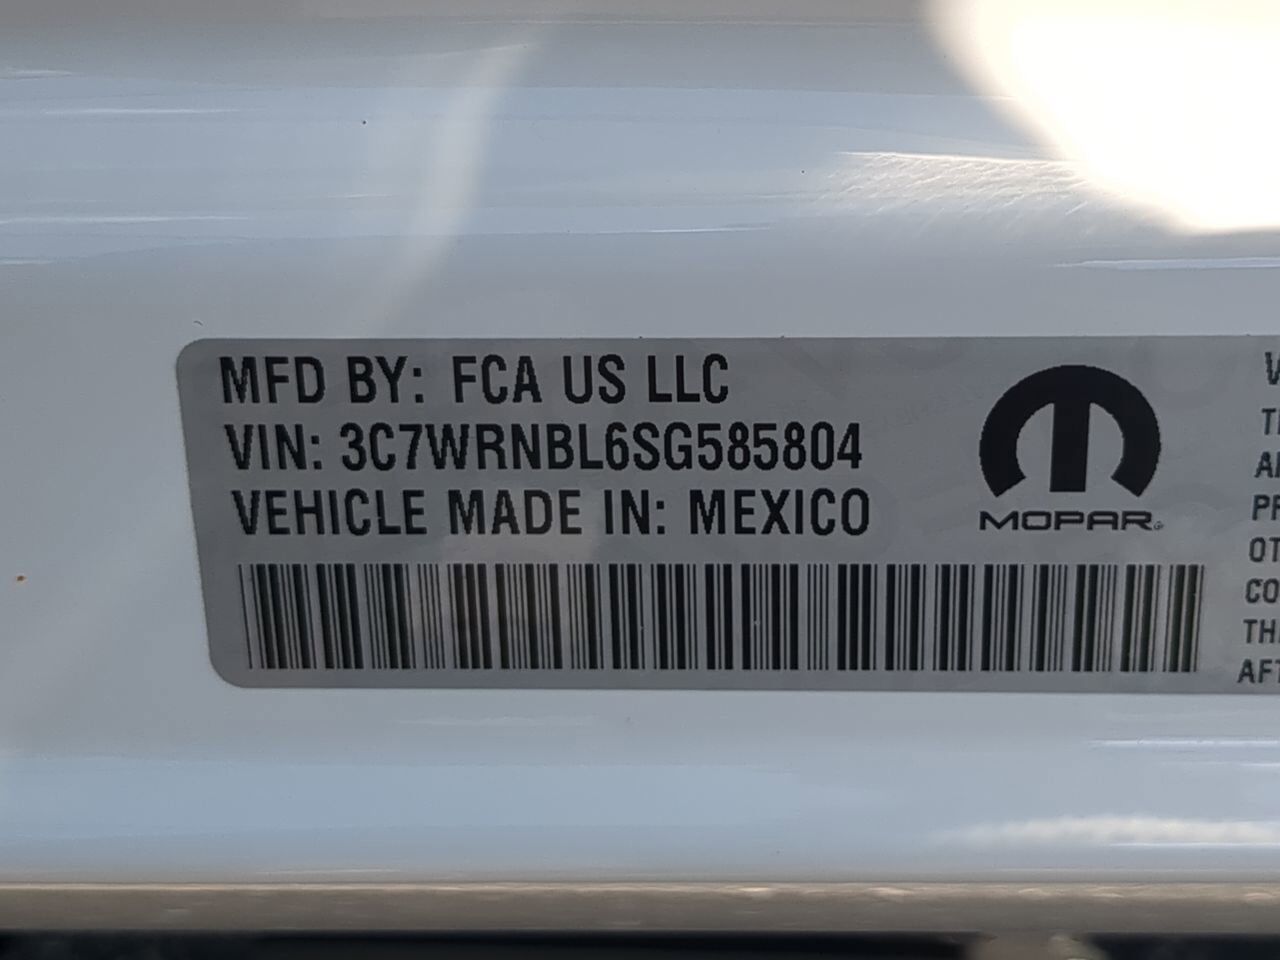 MFD BY: FCA US LLC
VIN: 3C7WRNBL6SG585804
VEHICLE MADE IN: MEXICO
MOPAR